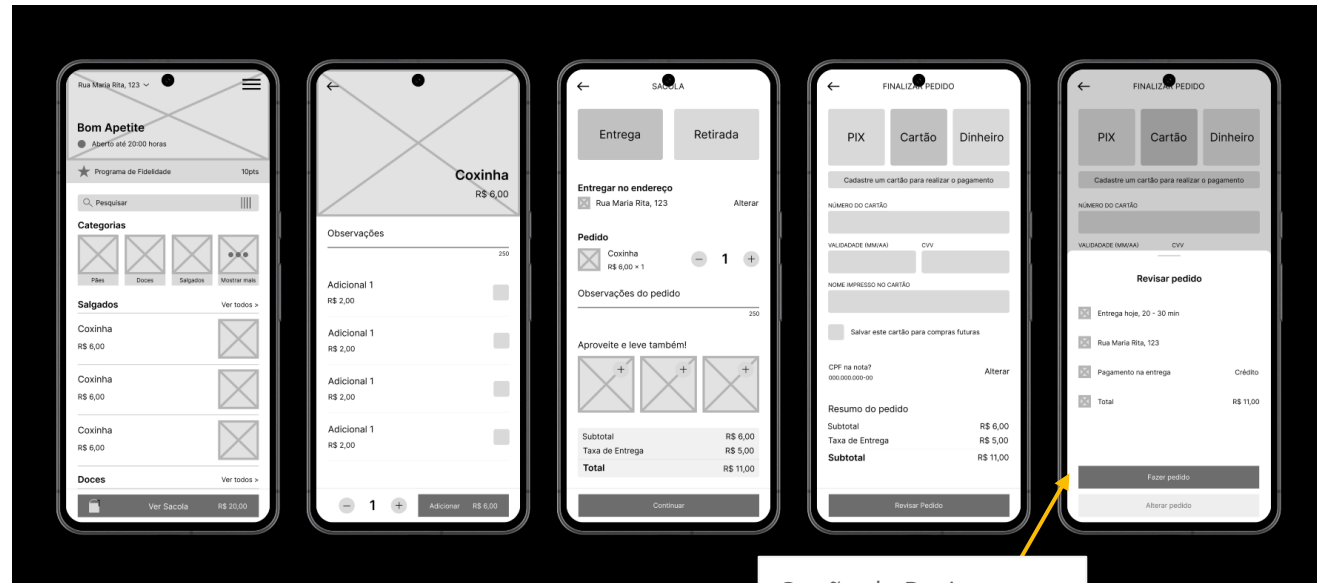 Rua Maria Rita, 123
Bom Apetite
Aberto até 20:00 horas
Programa de Fidelidade 10pts
Pesquisar
Categorias
Pães Doces Salgados Mostrar mais
Salgados Ver todos >
Coxinha
R$ 6,00
Coxinha
R$ 6,00
Coxinha
R$ 6,00
Doces Ver todos >
Ver Sacola R$ 20,00
Coxinha
R$ 6,00
Observações
250
Adicional 1
R$ 2,00
Adicional 1
R$ 2,00
Adicional 1
R$ 2,00
Adicional 1
R$ 2,00
1 Adicionar R$ 6,00
SACOLA
Entrega Retirada
Entregar no endereço
Rua Maria Rita, 123 Alterar
Pedido
Coxinha
R$ 6,00 × 1
− 1 +
Observações do pedido
250
Aproveite e leve também!
Subtotal R$ 6,00
Taxa de Entrega R$ 5,00
Total R$ 11,00
Continuar
FINALIZAR PEDIDO
PIX Cartão Dinheiro
Cadastre um cartão para realizar o pagamento
NÚMERO DO CARTÃO
VALIDADADE (MM/AA) CVV
NOME IMPRESSO NO CARTÃO
Salvar este cartão para compras futuras
CPF na nota?
000.000.000-00 Alterar
Resumo do pedido
Subtotal R$ 6,00
Taxa de Entrega R$ 5,00
Subtotal R$ 11,00
Revisar Pedido
FINALIZAR PEDIDO
PIX Cartão Dinheiro
Cadastre um cartão para realizar o pagamento
NÚMERO DO CARTÃO
VALIDADADE (MM/AA) CVV
Revisar pedido
Entrega hoje, 20 - 30 min
Rua Maria Rita, 123
Pagamento na entrega Crédito
Total R$ 11,00
Fazer pedido
Alterar pedido